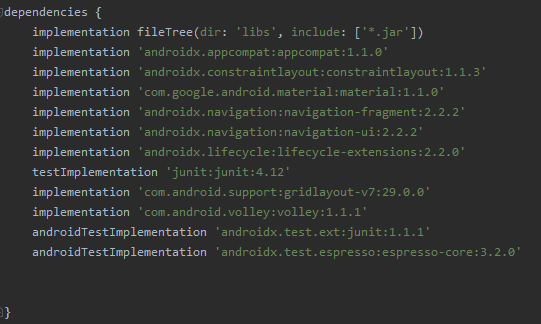 dependencies {
    implementation fileTree(dir: 'libs', include: ['*.jar'])
    implementation 'androidx.appcompat:appcompat:1.1.0'
    implementation 'androidx.constraintlayout:constraintlayout:1.1.3'
    implementation 'com.google.android.material:material:1.1.0'
    implementation 'androidx.navigation:navigation-fragment:2.2.2'
    implementation 'androidx.navigation:navigation-ui:2.2.2'
    implementation 'androidx.lifecycle:lifecycle-extensions:2.2.0'
    testImplementation 'junit:junit:4.12'
    implementation 'com.android.support:gridlayout-v7:29.0.0'
    implementation 'com.android.volley:volley:1.1.1'
    androidTestImplementation 'androidx.test.ext:junit:1.1.1'
    androidTestImplementation 'androidx.test.espresso:espresso-core:3.2.0'
}